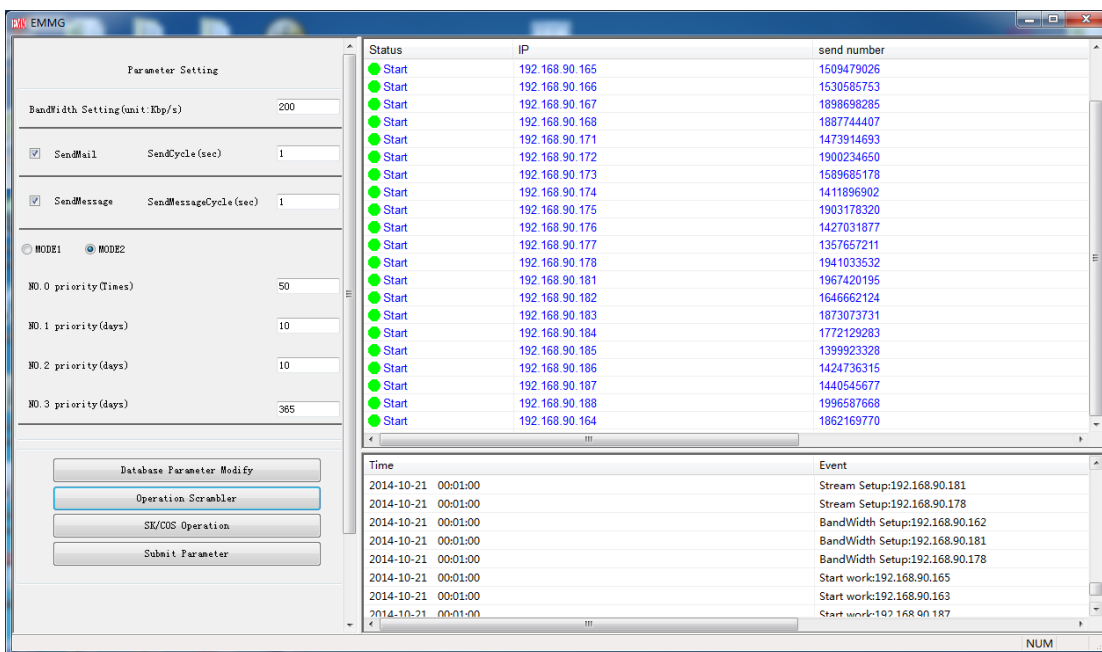 EMMG
Parameter Setting
BandWidth Setting(unit:Kbp/s) 200
SendMail SendCycle(sec) 1
SendMessage SendMessageCycle(sec) 1
MODE1 MODE2
NO.0 priority(Times) 50
NO.1 priority(days) 10
NO.2 priority(days) 10
NO.3 priority(days) 365
Database Parameter Modify
Operation Scrambler
SK/COS Operation
Submit Parameter
Status IP send number
Start 192.168.90.165 1509479026
Start 192.168.90.166 1530585753
Start 192.168.90.167 1898698285
Start 192.168.90.168 1887744407
Start 192.168.90.171 1473914693
Start 192.168.90.172 1900234650
Start 192.168.90.173 1589685178
Start 192.168.90.174 1411896902
Start 192.168.90.175 1903178320
Start 192.168.90.176 1427031877
Start 192.168.90.177 1357657211
Start 192.168.90.178 1941033532
Start 192.168.90.181 1967420195
Start 192.168.90.182 1646662124
Start 192.168.90.183 1873073731
Start 192.168.90.184 1772129283
Start 192.168.90.185 1399923328
Start 192.168.90.186 1424736315
Start 192.168.90.187 1440545677
Start 192.168.90.188 1996587668
Start 192.168.90.164 1862169770
Time Event
2014-10-21 00:01:00 Stream Setup:192.168.90.181
2014-10-21 00:01:00 Stream Setup:192.168.90.178
2014-10-21 00:01:00 BandWidth Setup:192.168.90.162
2014-10-21 00:01:00 BandWidth Setup:192.168.90.181
2014-10-21 00:01:00 BandWidth Setup:192.168.90.178
2014-10-21 00:01:00 Start work:192.168.90.165
2014-10-21 00:01:00 Start work:192.168.90.163
2014-10-21 00:01:00 Start work:192.168.90.187
NUM